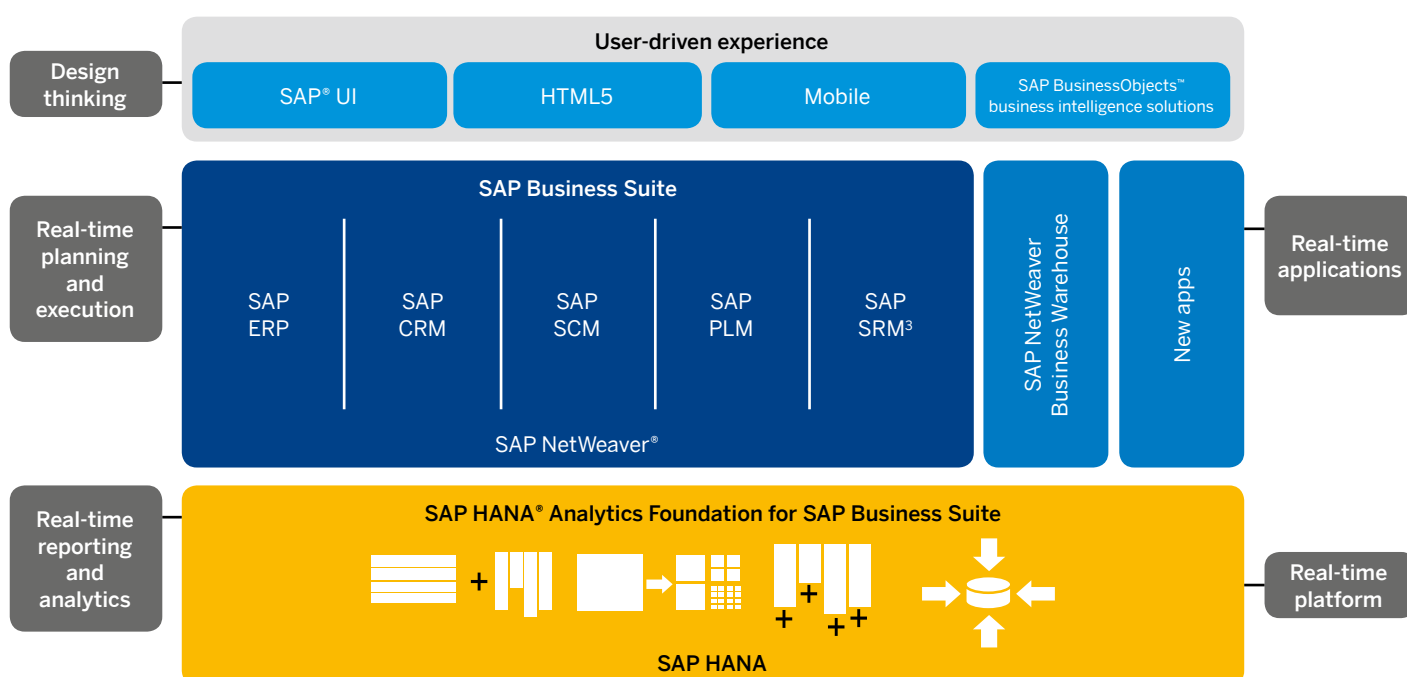 User-driven experience
Design
thinking
SAP® UI
HTML5
Mobile
SAP BusinessObjects™
business intelligence solutions
Real-time
planning
and
execution
SAP Business Suite
SAP
ERP
SAP
CRM
SAP
SCM
SAP
PLM
SAP
SRM³
SAP NetWeaver®
SAP NetWeaver
Business Warehouse
New apps
Real-time
applications
Real-time
reporting
and
analytics
SAP HANA® Analytics Foundation for SAP Business Suite
+
+
+
+
+
SAP HANA
Real-time
platform